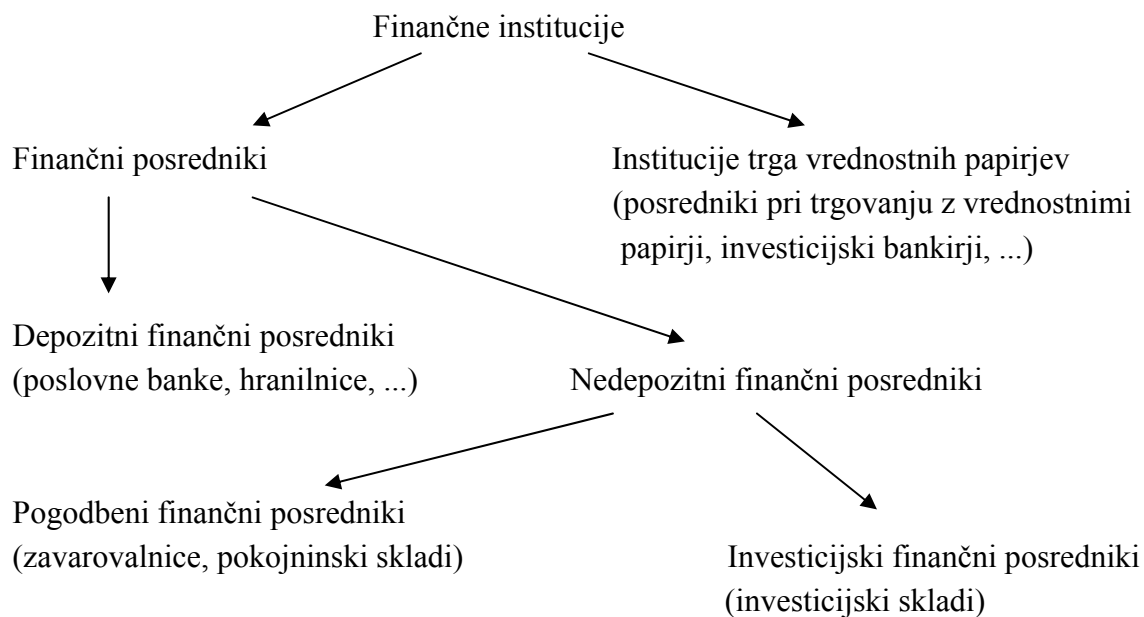 Finančne institucije
Finančni posredniki
Institucije trga vrednostnih papirjev
(posredniki pri trgovanju z vrednostnimi
papirji, investicijski bankirji, ...)
Depozitni finančni posredniki
(poslovne banke, hranilnice, ...)
Nedepozitni finančni posredniki
Pogodbeni finančni posredniki
(zavarovalnice, pokojninski skladi)
Investicijski finančni posredniki
(investicijski skladi)